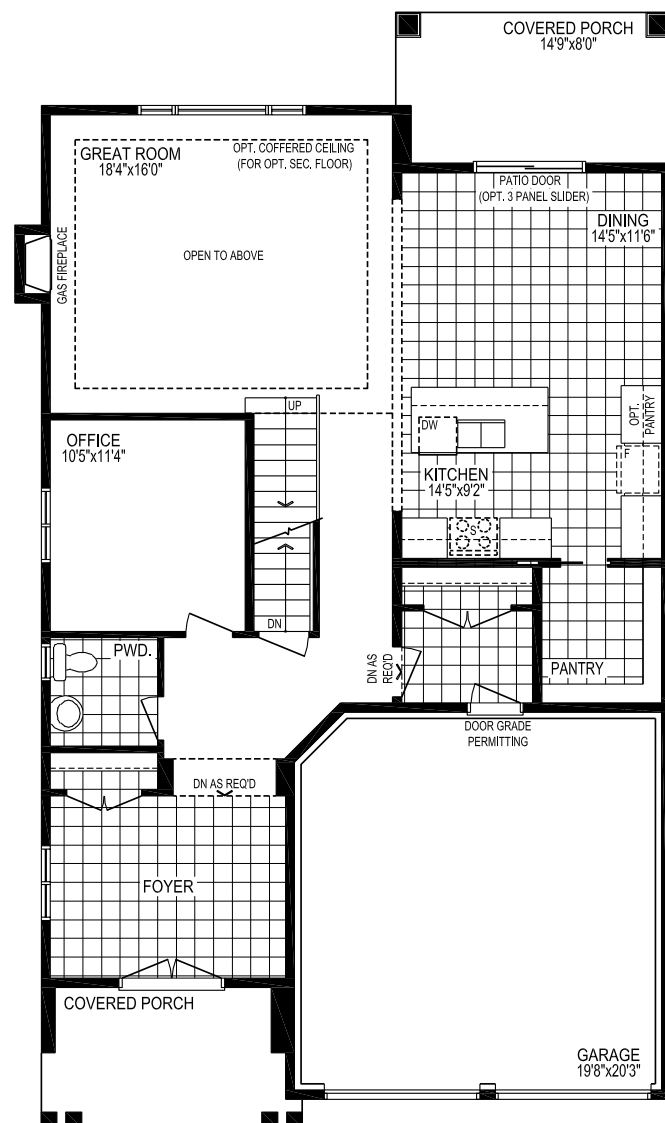 COVERED PORCH
14'9"x8'0"
GREAT ROOM
18'4"x16'0"
OPT. COFFERED CEILING
(FOR OPT. SEC. FLOOR)
PATIO DOOR
(OPT. 3 PANEL SLIDER)
DINING
14'5"x11'6"
GAS FIREPLACE
OPEN TO ABOVE
UP
OPT.
PANTRY
DW
F
OFFICE
10'5"x11'4"
KITCHEN
14'5"x9'2"
S
DN
PWD.
DN AS
REQ'D
PANTRY
DOOR GRADE
PERMITTING
DN AS REQ'D
FOYER
COVERED PORCH
GARAGE
19'8"x20'3"